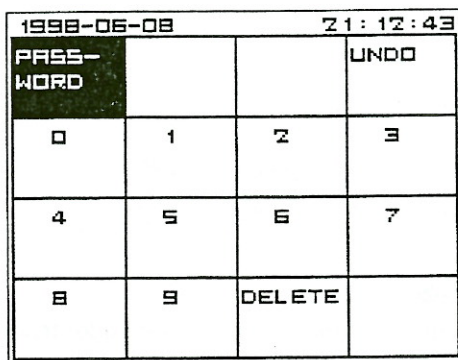 1998-06-08 21:12:43
PASS-
WORD
UNDO
0 1 2 3
4 5 6 7
8 9 DELETE